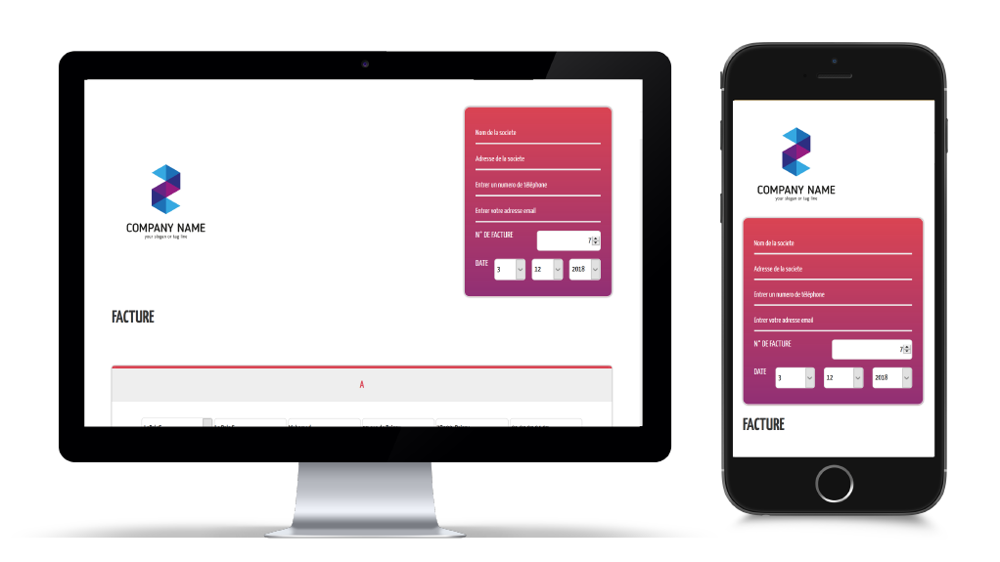 Nom de la societe
Adresse de la societe
Entrer un numero de téléphone
Entrer votre adresse email
N° DE FACTURE
7
DATE
3
12
2018
COMPANY NAME
your slogan or tag line
FACTURE
A
COMPANY NAME
your slogan or tag line
Nom de la societe
Adresse de la societe
Entrer un numero de téléphone
Entrer votre adresse email
N° DE FACTURE
7
DATE
3
12
2018
FACTURE